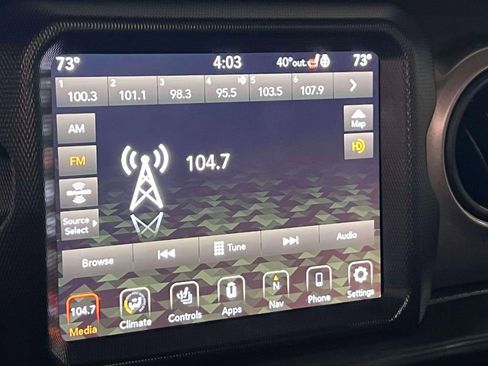 73° 4:03 40°out. 73°
1 2 3 4 HD 5 6
100.3 101.1 98.3 95.5 103.5 107.9
AM
Map
FM
104.7
HD
Source
Select
Browse Tune Audio
104.7 N
Media Climate Controls Apps Nav Phone Settings